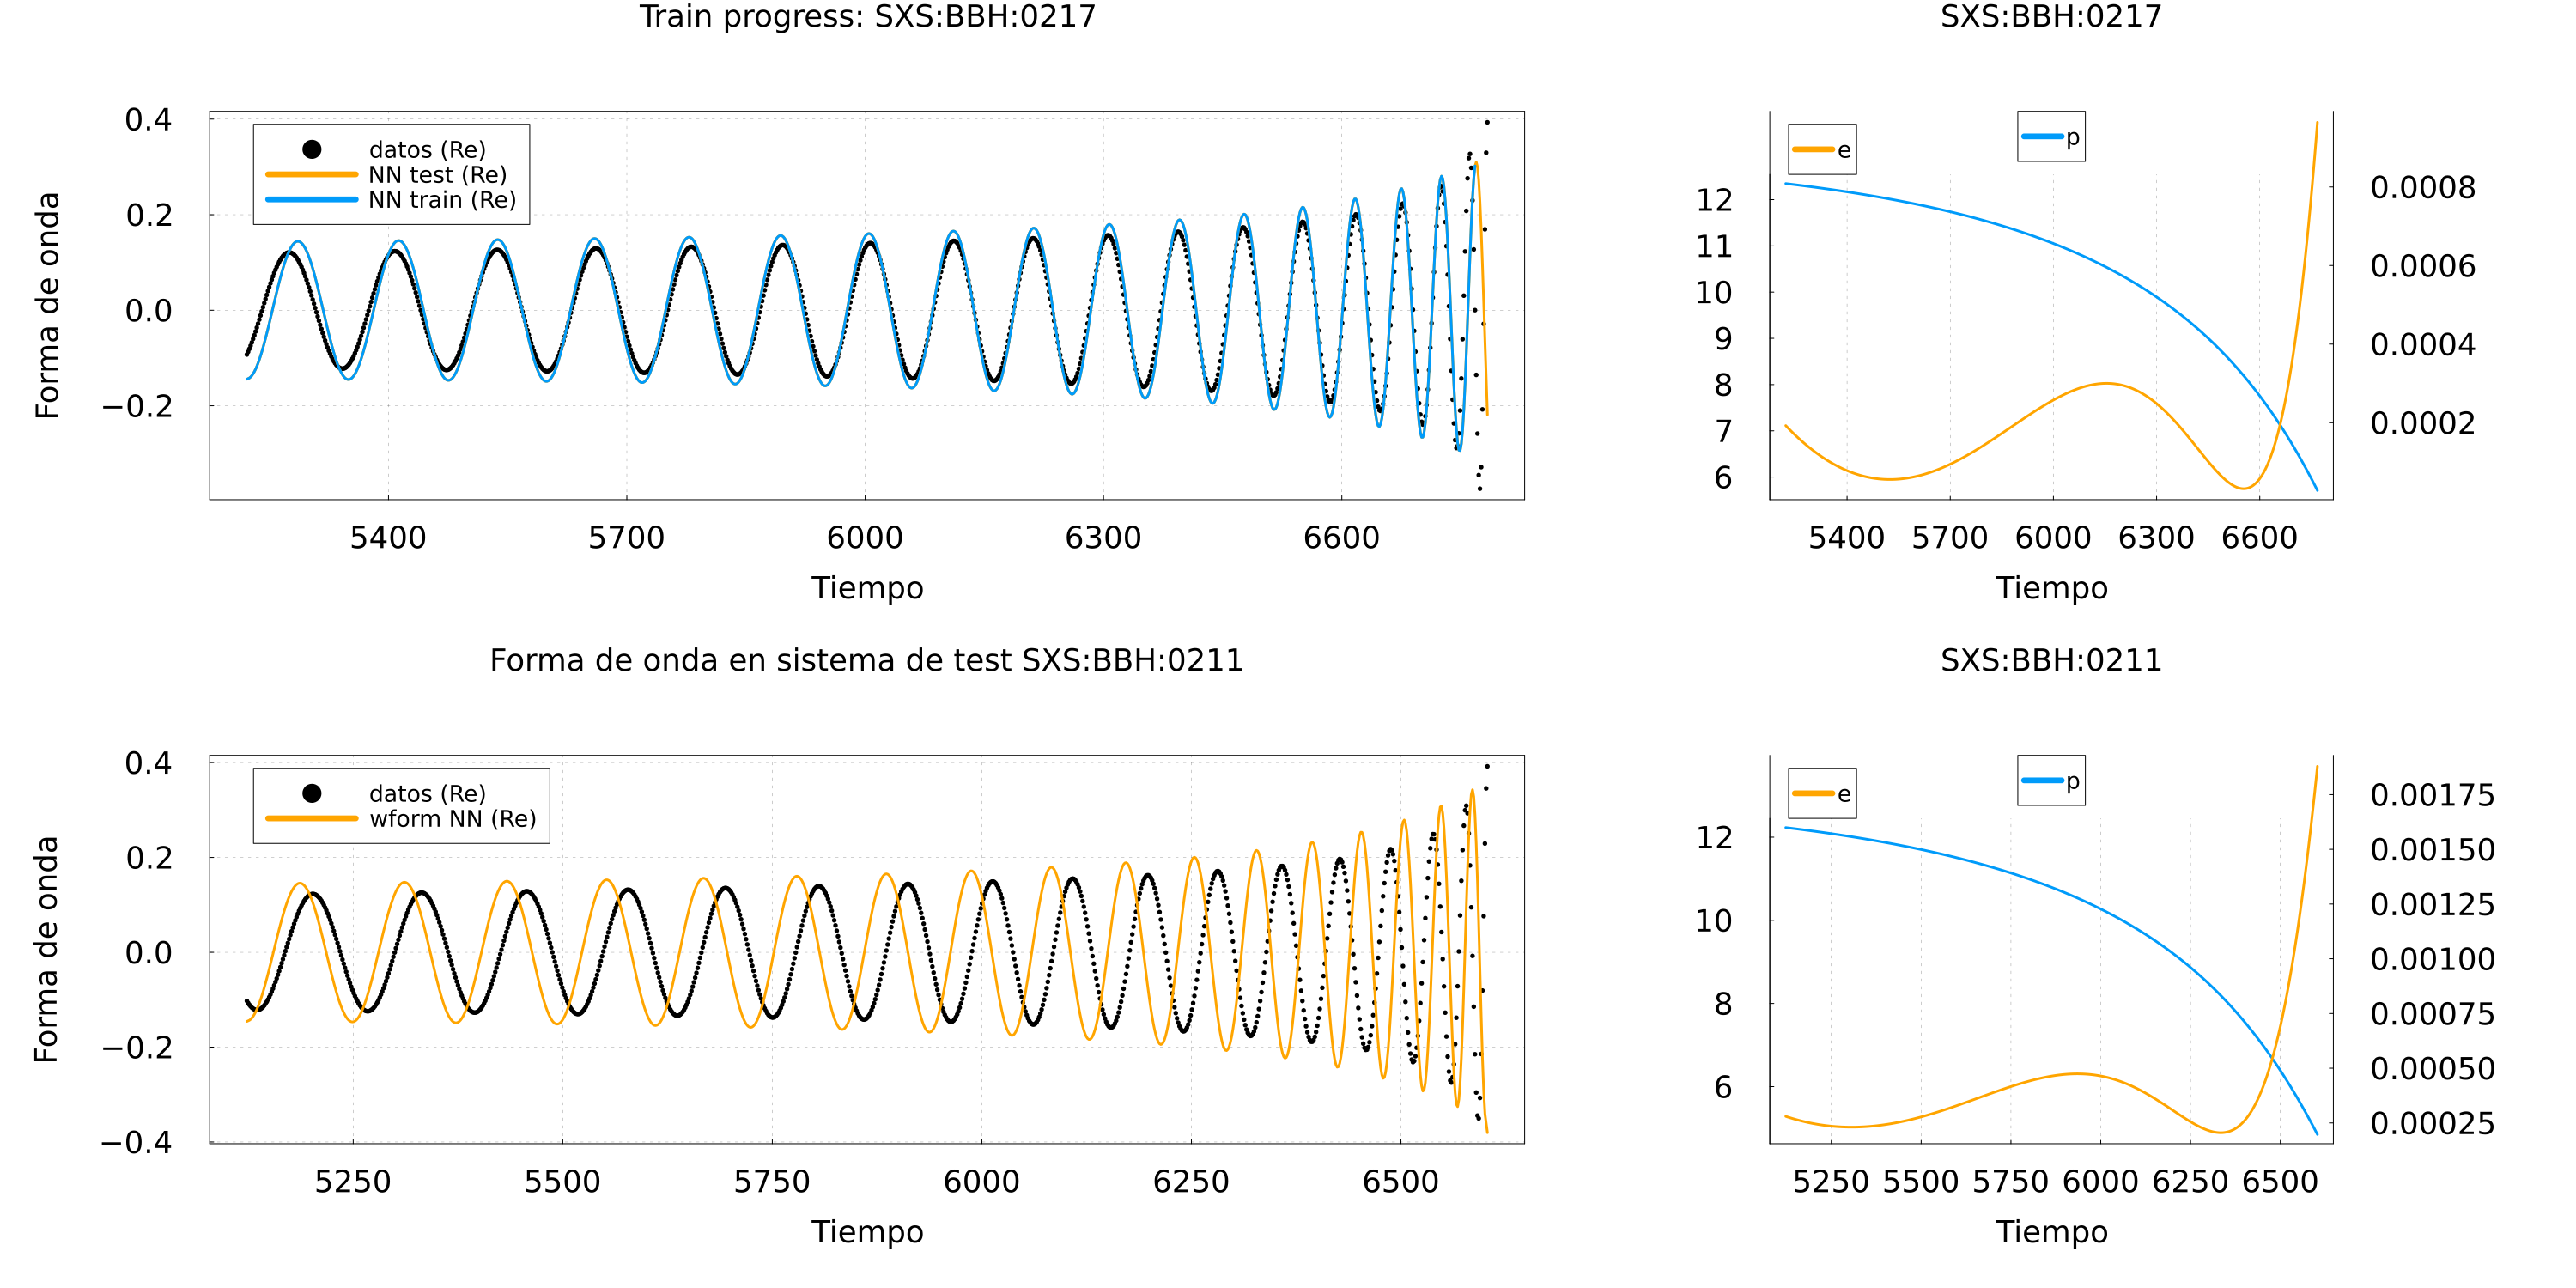 Train progress: SXS:BBH:0217
Forma de onda
0.4
0.2
0.0
−0.2
datos (Re)
NN test (Re)
NN train (Re)
5400 5700 6000 6300 6600
Tiempo
SXS:BBH:0217
e
p
12
11
10
9
8
7
6
0.0008
0.0006
0.0004
0.0002
5400 5700 6000 6300 6600
Tiempo
Forma de onda en sistema de test SXS:BBH:0211
Forma de onda
0.4
0.2
0.0
−0.2
−0.4
datos (Re)
wform NN (Re)
5250 5500 5750 6000 6250 6500
Tiempo
SXS:BBH:0211
e
p
12
10
8
6
0.00175
0.00150
0.00125
0.00100
0.00075
0.00050
0.00025
5250 5500 5750 6000 6250 6500
Tiempo